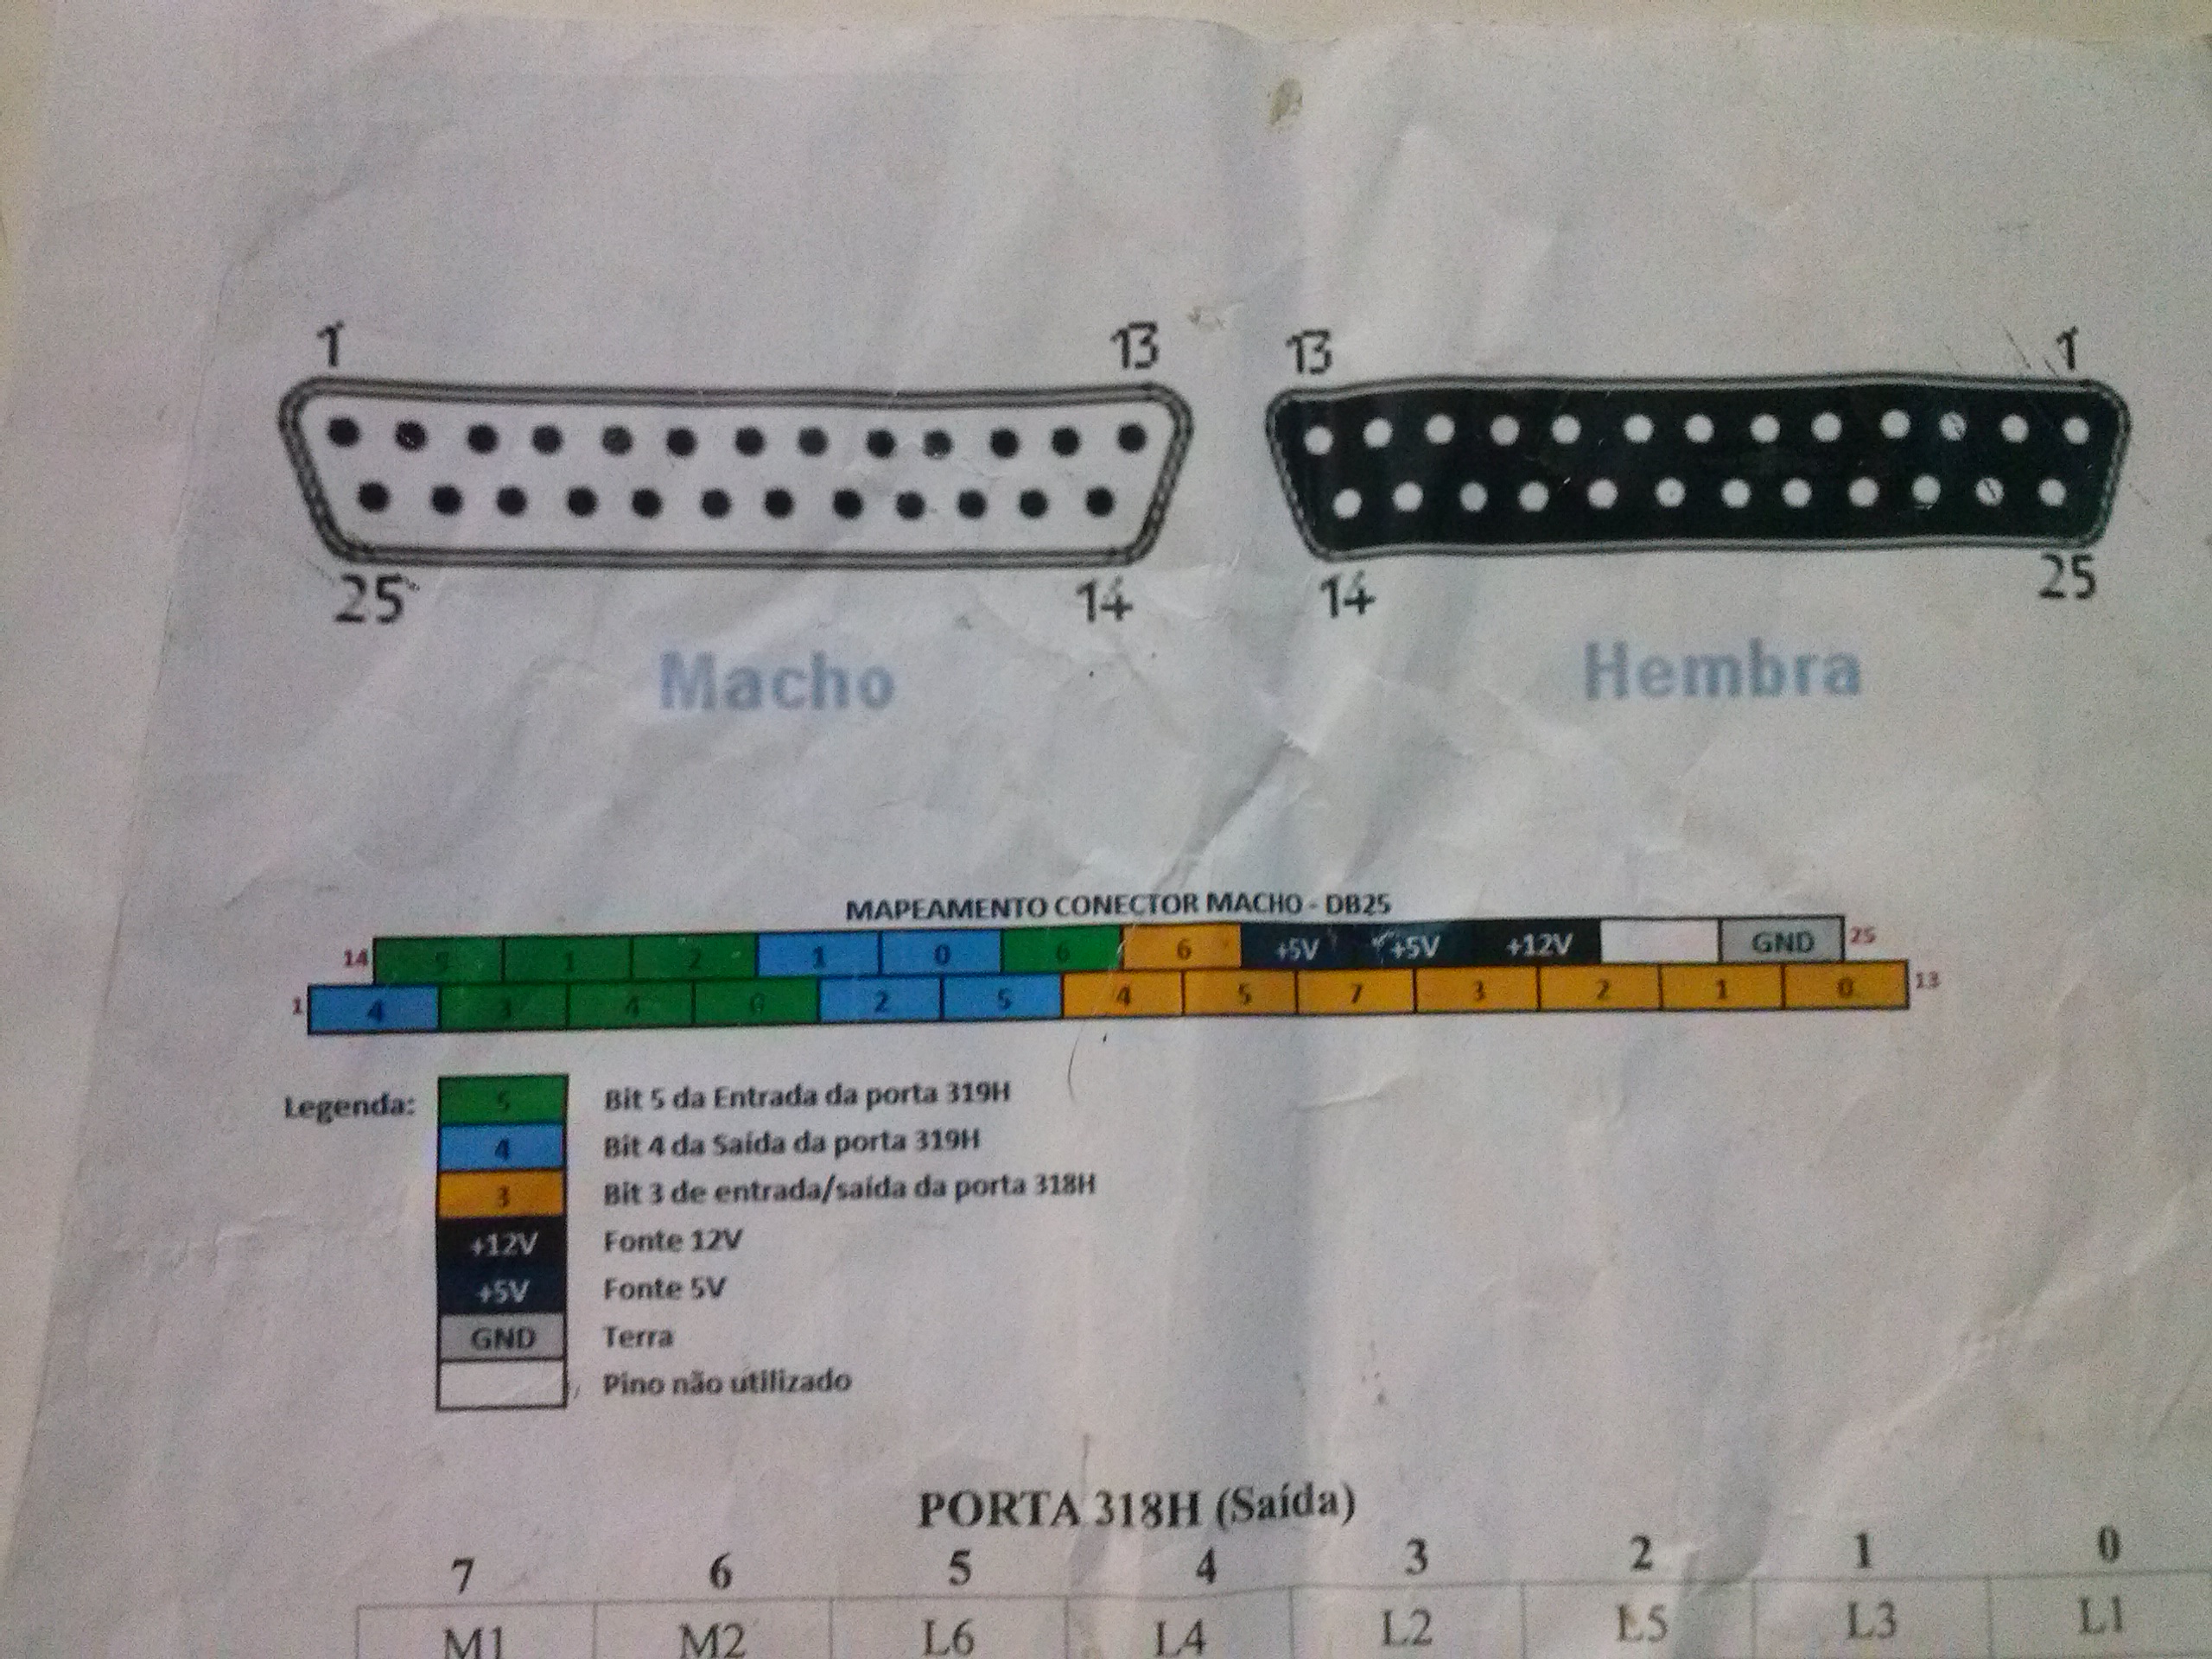 1 13 13 1
25 14 14 25
Macho Hembra
MAPEAMENTO CONECTOR MACHO - DB25
14 5 1 2 1 0 6 6 +5V +5V +12V GND 25
1 4 3 4 0 2 5 4 5 7 3 2 1 0 13
Legenda: 5 Bit 5 da Entrada da porta 319H
4 Bit 4 da Saída da porta 319H
3 Bit 3 de entrada/saída da porta 318H
+12V Fonte 12V
+5V Fonte 5V
GND Terra
Pino não utilizado
PORTA 318H (Saída)
7 6 5 4 3 2 1 0
M1 M2 L6 L4 L2 L5 L3 L1